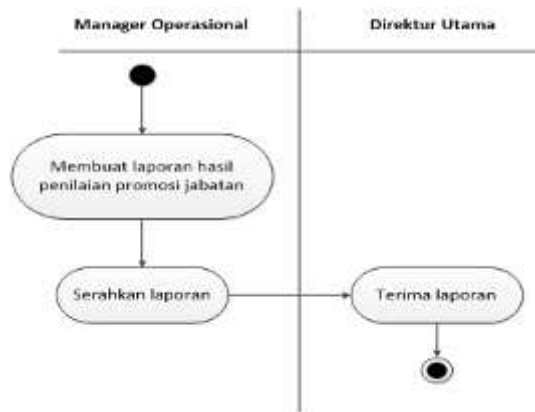 Manager Operasional
Direktur Utama
Membuat laporan hasil
penilaian promosi jabatan
Serahkan laporan
Terima laporan